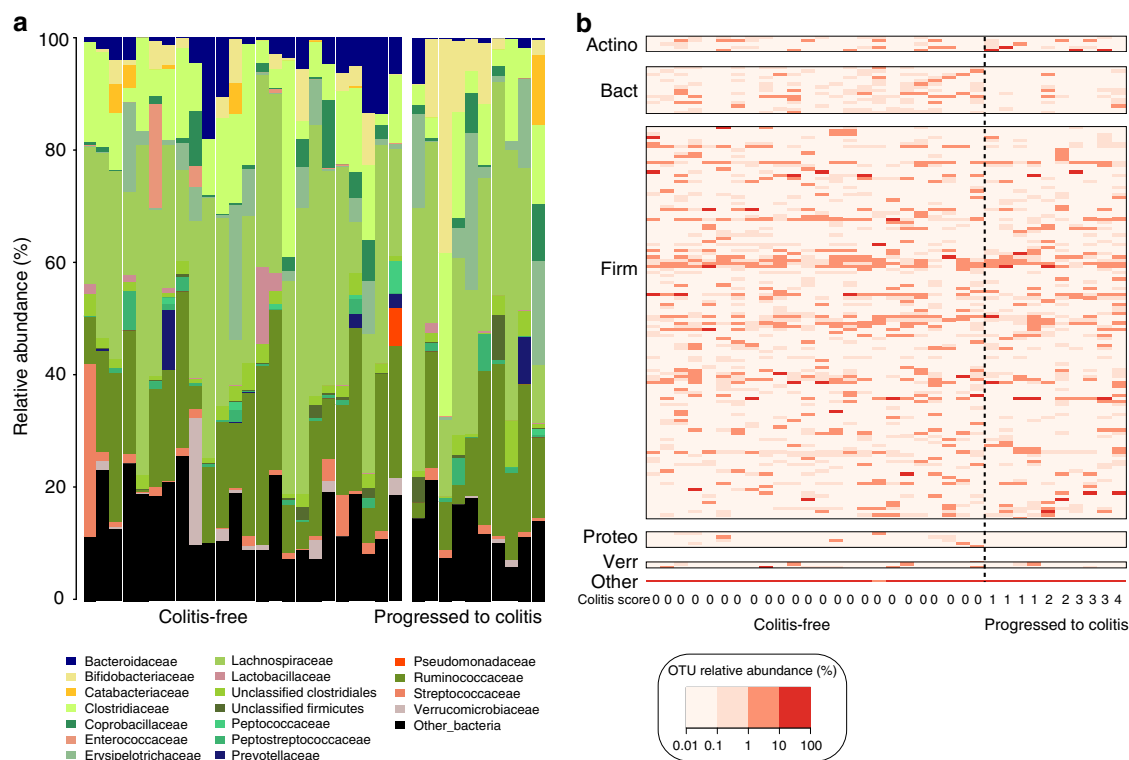 a
100
80
60
40
20
0
Relative abundance (%)
Colitis-free
Progressed to colitis
Bacteroidaceae
Bifidobacteriaceae
Catabacteriaceae
Clostridiaceae
Coprobacillaceae
Enterococcaceae
Erysipelotrichaceae
Lachnospiraceae
Lactobacillaceae
Unclassified clostridiales
Unclassified firmicutes
Peptococcaceae
Peptostreptococcaceae
Prevotellaceae
Pseudomonadaceae
Ruminococcaceae
Streptococcaceae
Verrucomicrobiaceae
Other_bacteria
b
Actino
Bact
Firm
Proteo
Verr
Other
Colitis score 0 0 0 0 0 0 0 0 0 0 0 0 0 0 0 0 0 0 0 0 0 0 0 0 1 1 1 1 2 2 3 3 3 4
Colitis-free
Progressed to colitis
OTU relative abundance (%)
0.01 0.1 1 10 100